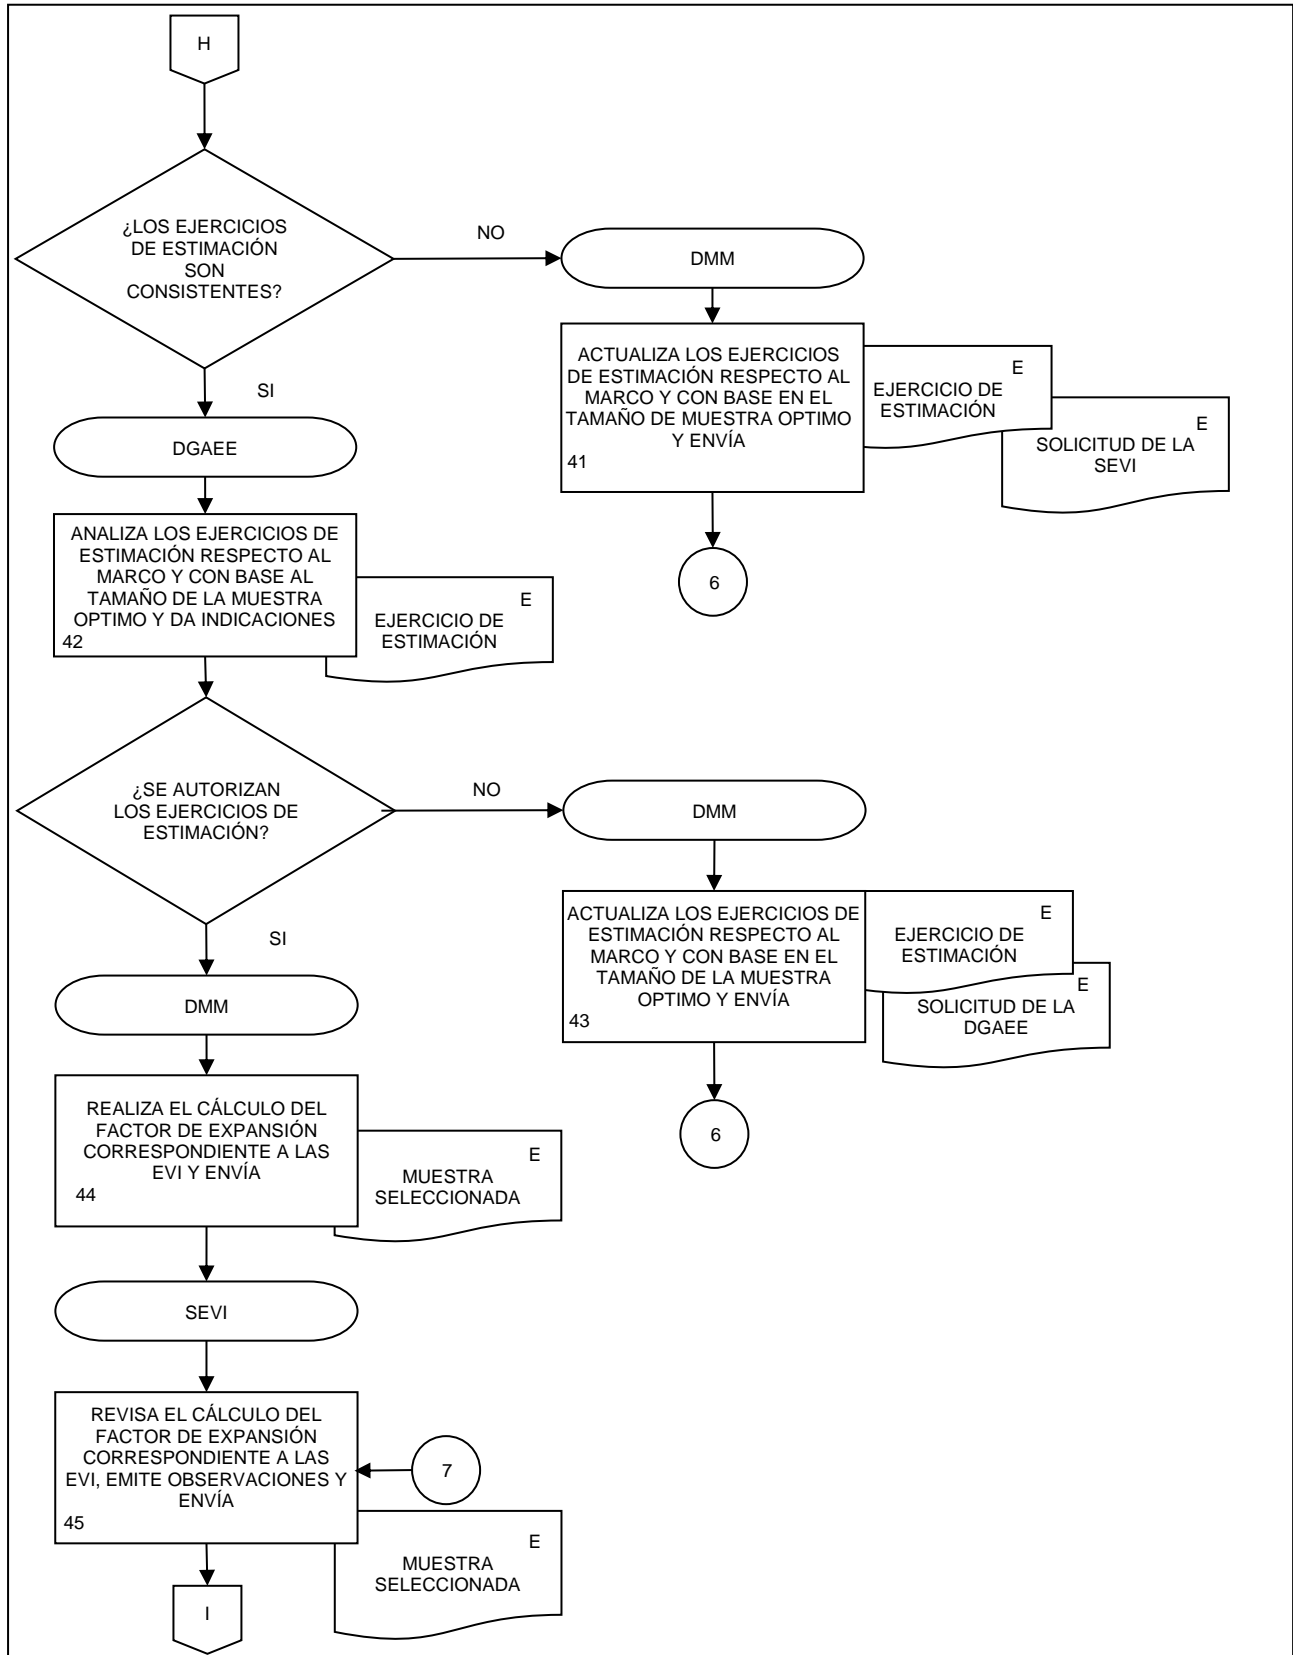 H
¿LOS EJERCICIOS
DE ESTIMACIÓN
SON
CONSISTENTES?
NO
DMM
ACTUALIZA LOS EJERCICIOS
DE ESTIMACIÓN RESPECTO AL
MARCO Y CON BASE EN EL
TAMAÑO DE MUESTRA OPTIMO
Y ENVÍA
41
E
EJERCICIO DE
ESTIMACIÓN
E
SOLICITUD DE LA
SEVI
6
SI
DGAEE
ANALIZA LOS EJERCICIOS DE
ESTIMACIÓN RESPECTO AL
MARCO Y CON BASE AL
TAMAÑO DE LA MUESTRA
OPTIMO Y DA INDICACIONES
42
E
EJERCICIO DE
ESTIMACIÓN
¿SE AUTORIZAN
LOS EJERCICIOS DE
ESTIMACIÓN?
NO
DMM
ACTUALIZA LOS EJERCICIOS DE
ESTIMACIÓN RESPECTO AL
MARCO Y CON BASE EN EL
TAMAÑO DE LA MUESTRA
OPTIMO Y ENVÍA
43
E
EJERCICIO DE
ESTIMACIÓN
E
SOLICITUD DE LA
DGAEE
6
SI
DMM
REALIZA EL CÁLCULO DEL
FACTOR DE EXPANSIÓN
CORRESPONDIENTE A LAS
EVI Y ENVÍA
44
E
MUESTRA
SELECCIONADA
SEVI
REVISA EL CÁLCULO DEL
FACTOR DE EXPANSIÓN
CORRESPONDIENTE A LAS
EVI, EMITE OBSERVACIONES Y
ENVÍA
45
7
E
MUESTRA
SELECCIONADA
I